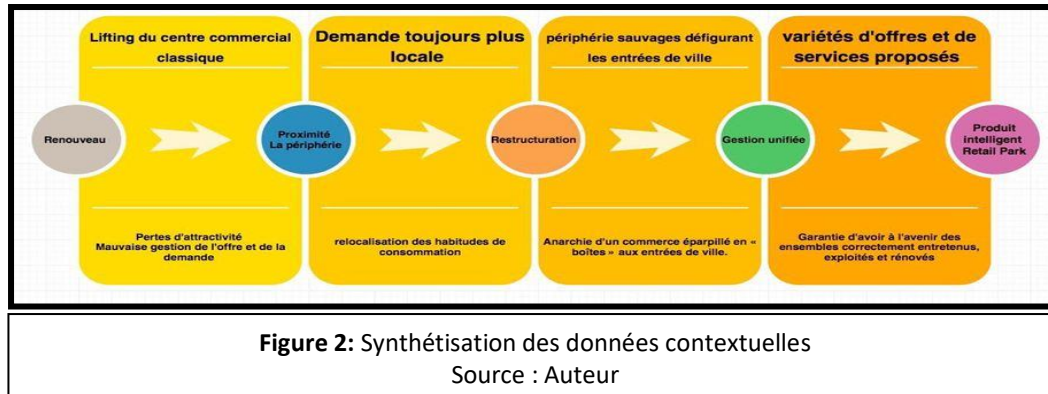 Lifting du centre commercial
classique
Demande toujours plus
locale
périphérie sauvages défigurant
les entrées de ville
variétés d'offres et de
services proposés
Renouveau
Proximité
La périphérie
Restructuration
Gestion unifiée
Produit
intelligent
Retail Park
Pertes d'attractivité
Mauvaise gestion de l'offre et de la
demande
relocalisation des habitudes de
consommation
Anarchie d'un commerce éparpillé en «
boîtes » aux entrées de ville.
Garantie d'avoir à l'avenir des
ensembles correctement entretenus,
exploités et rénovés
Figure 2: Synthétisation des données contextuelles
Source : Auteur